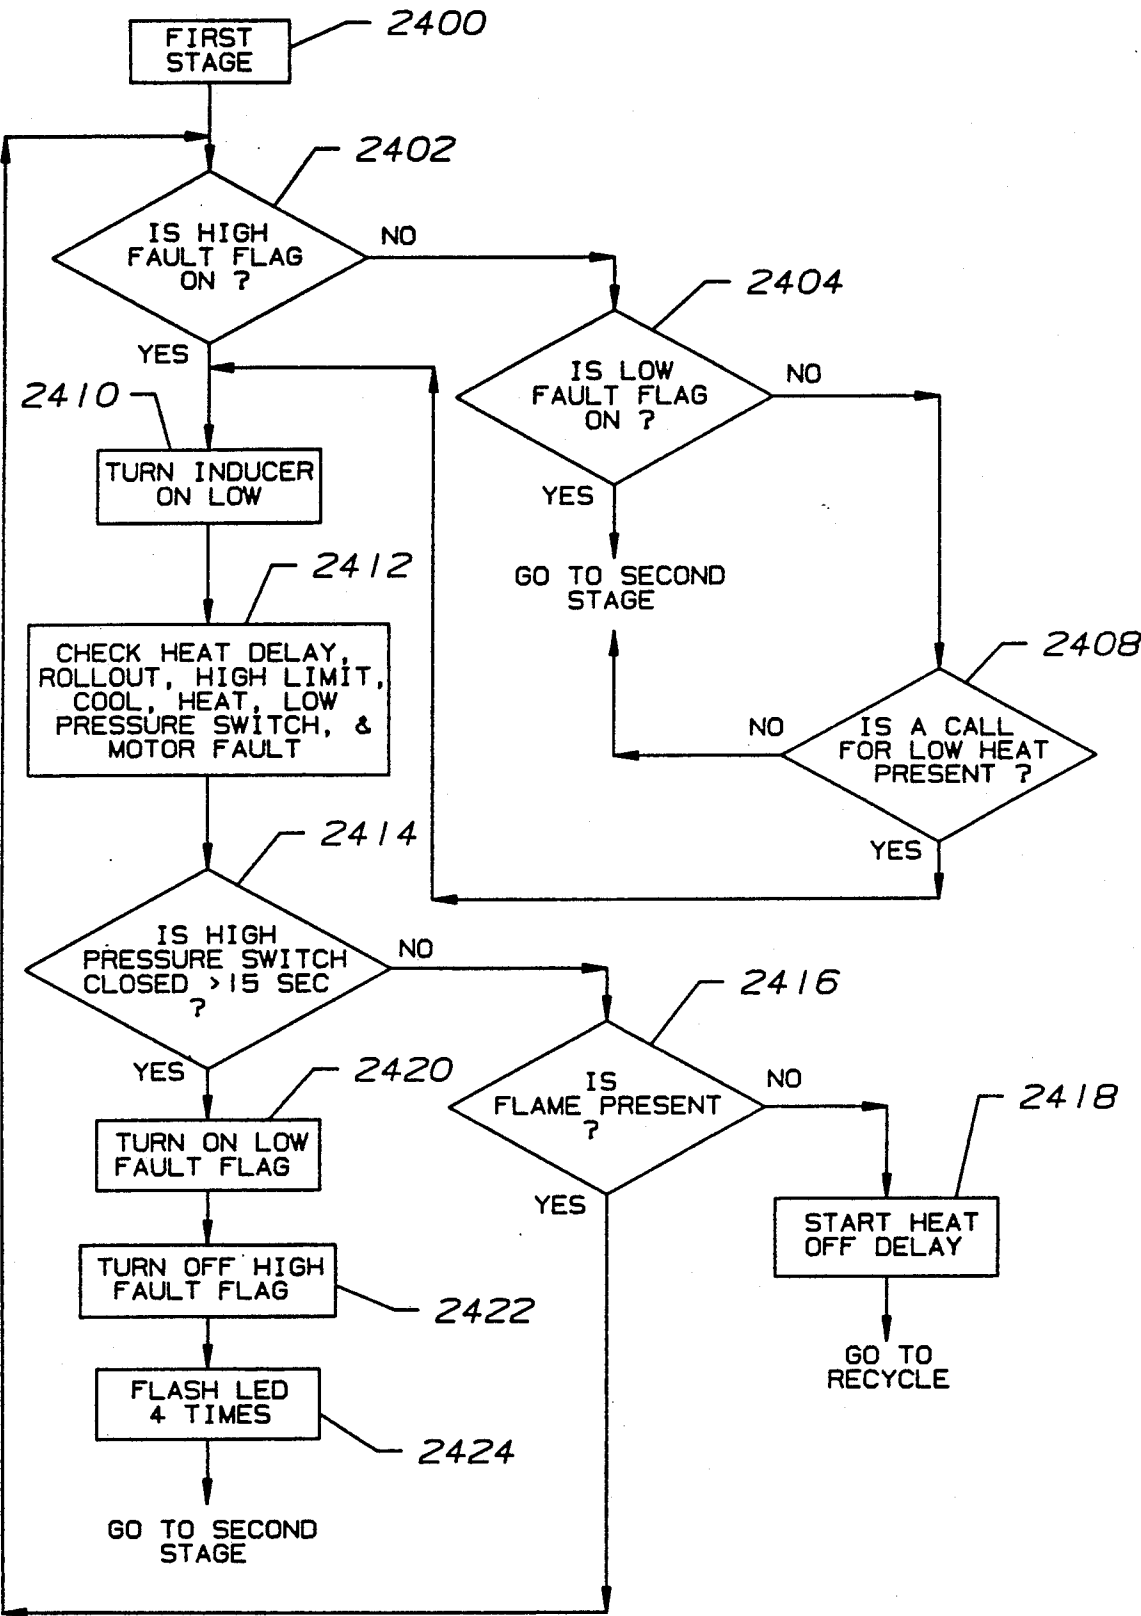 FIRST
STAGE
2400
2402
IS HIGH
FAULT FLAG
ON ?
NO
YES
2404
IS LOW
FAULT FLAG
ON ?
NO
YES
GO TO SECOND
STAGE
2408
IS A CALL
FOR LOW HEAT
PRESENT ?
NO
YES
2410
TURN INDUCER
ON LOW
2412
CHECK HEAT DELAY,
ROLLOUT, HIGH LIMIT,
COOL, HEAT, LOW
PRESSURE SWITCH, &
MOTOR FAULT
2414
IS HIGH
PRESSURE SWITCH
CLOSED >15 SEC
?
NO
YES
2416
IS
FLAME PRESENT
?
NO
YES
2418
START HEAT
OFF DELAY
GO TO
RECYCLE
2420
TURN ON LOW
FAULT FLAG
TURN OFF HIGH
FAULT FLAG
2422
FLASH LED
4 TIMES
2424
GO TO SECOND
STAGE